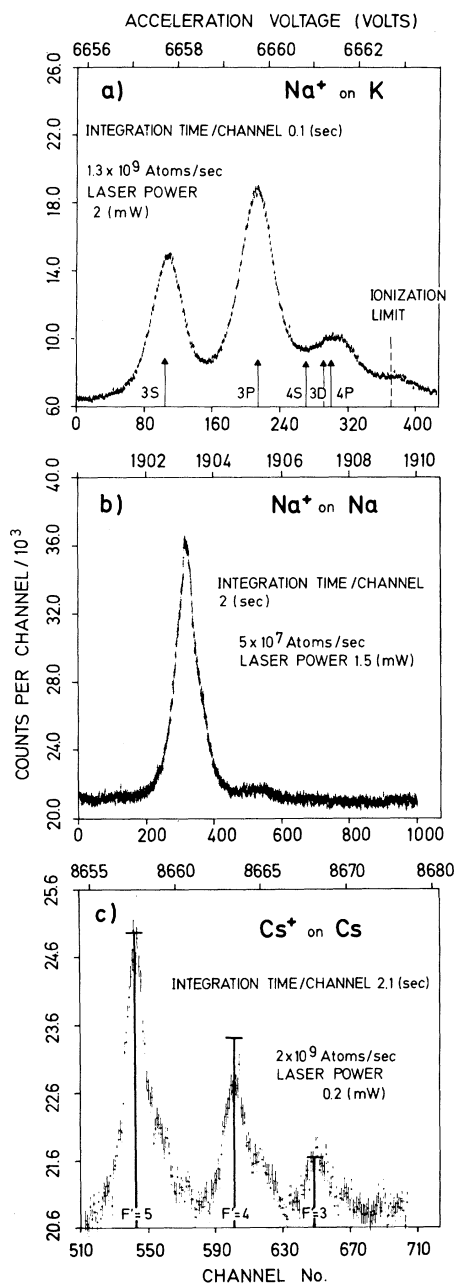 ACCELERATION VOLTAGE (VOLTS)
6656 6658 6660 6662
26.0
a) Na+ on K
INTEGRATION TIME/CHANNEL 0.1 (sec)
22.0
1.3 x 10^9 Atoms/sec
LASER POWER
2 (mW)
18.0
14.0
IONIZATION
LIMIT
10.0
3S 3P 4S 3D 4P
6.0
0 80 160 240 320 400
1902 1904 1906 1908 1910
40.0
b) Na+ on Na
36.0
INTEGRATION TIME/CHANNEL
2 (sec)
32.0
5 x 10^7 Atoms/sec
LASER POWER 1.5 (mW)
28.0
24.0
20.0
0 200 400 600 800 1000
COUNTS PER CHANNEL / 10^3
8655 8660 8665 8670 8680
25.6
c) Cs+ on Cs
24.6
INTEGRATION TIME/CHANNEL 2.1 (sec)
23.6
2 x 10^9 Atoms/sec
LASER POWER
0.2 (mW)
22.6
21.6
F'=5 F'=4 F'=3
20.6
510 550 590 630 670 710
CHANNEL No.